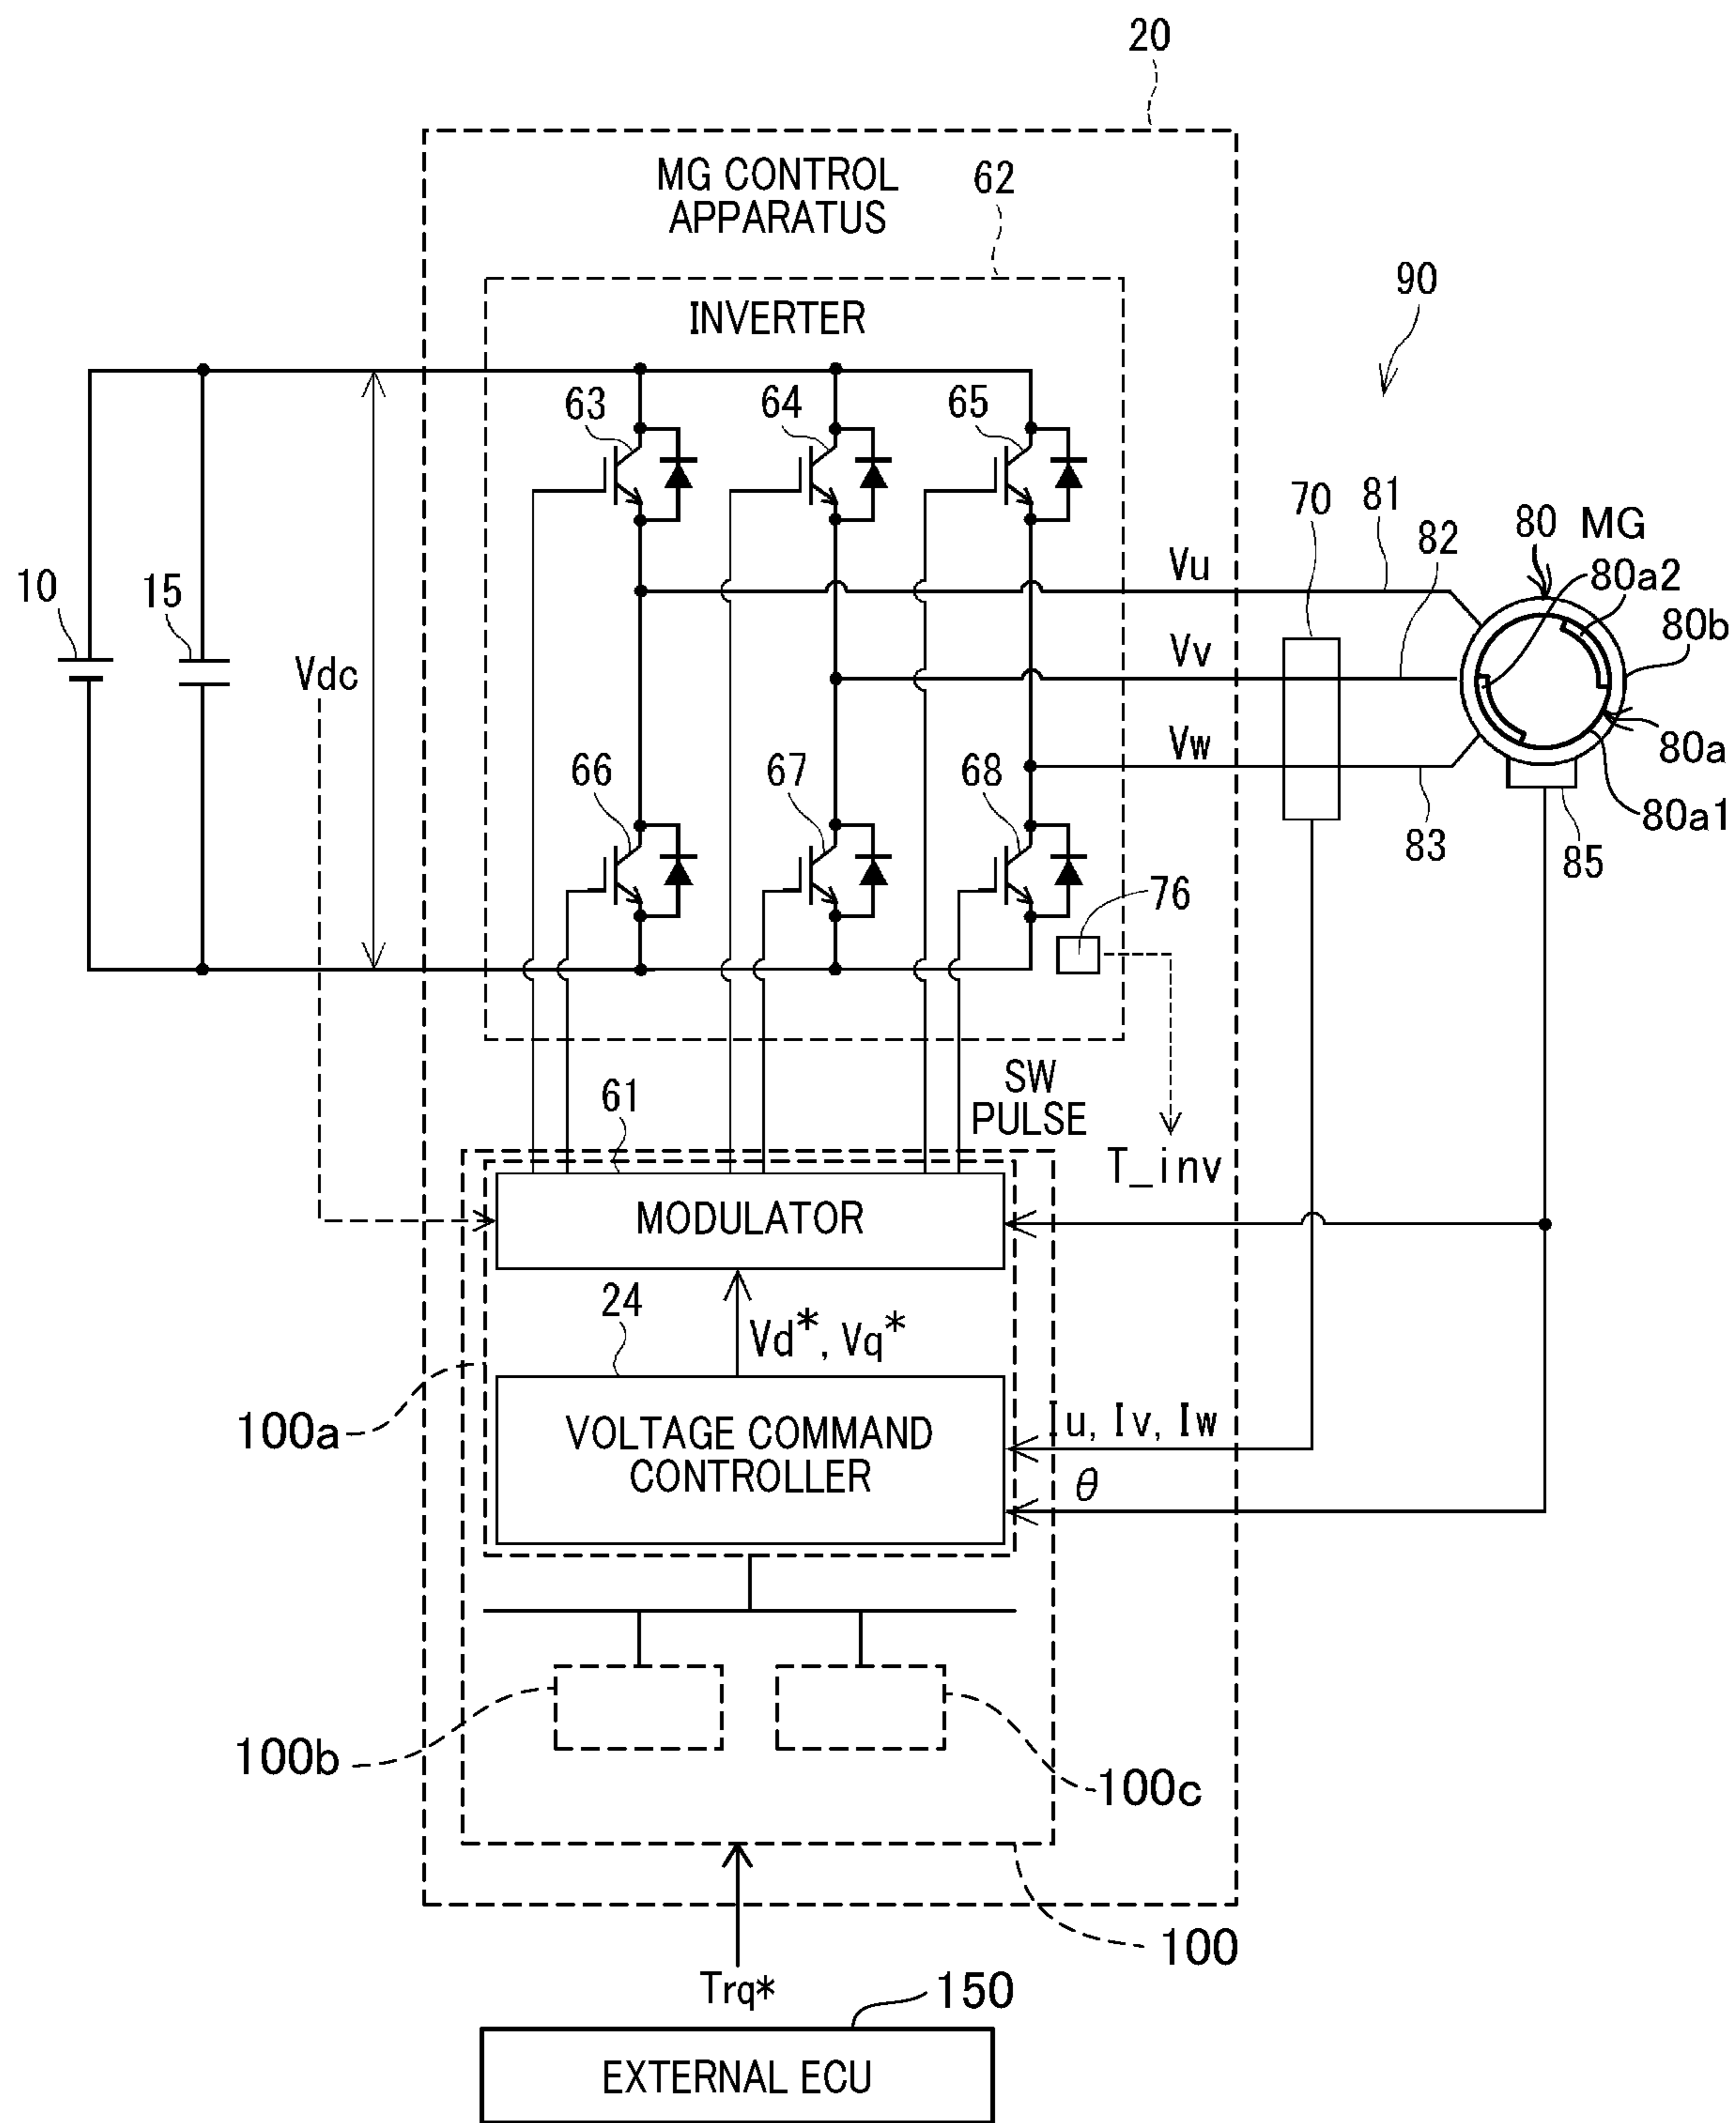 20
MG CONTROL
APPARATUS
62
INVERTER
90
63
64
65
10
15
Vdc
70
81
82
80 MG
80a2
80b
Vu
Vv
Vw
80a
80a1
83
85
66
67
68
76
SW
PULSE
T_inv
61
MODULATOR
24
Vd*, Vq*
100a
VOLTAGE COMMAND
CONTROLLER
Iu, Iv, Iw
θ
100b
100c
100
Trq*
150
EXTERNAL ECU